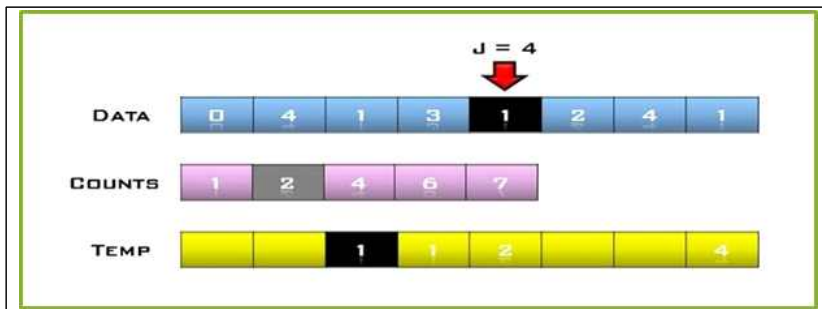 J = 4
DATA 0 4 1 3 1 2 4 1
COUNTS 1 2 4 6 7
TEMP 1 1 2 4